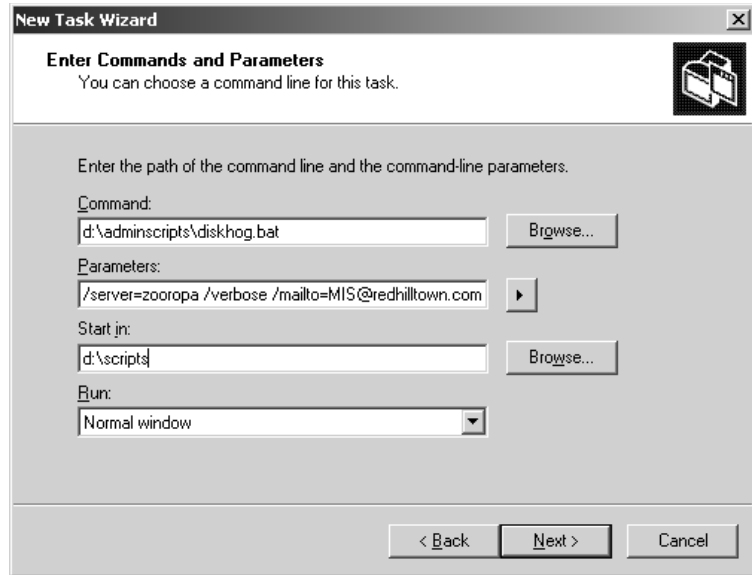 New Task Wizard
Enter Commands and Parameters
You can choose a command line for this task.
Enter the path of the command line and the command-line parameters.
Command:
d:\adminscripts\diskhog.bat
Browse...
Parameters:
/server=zooropa /verbose /mailto=MIS@redhilltown.com
Start in:
d:\scripts
Browse...
Run:
Normal window
< Back
Next >
Cancel